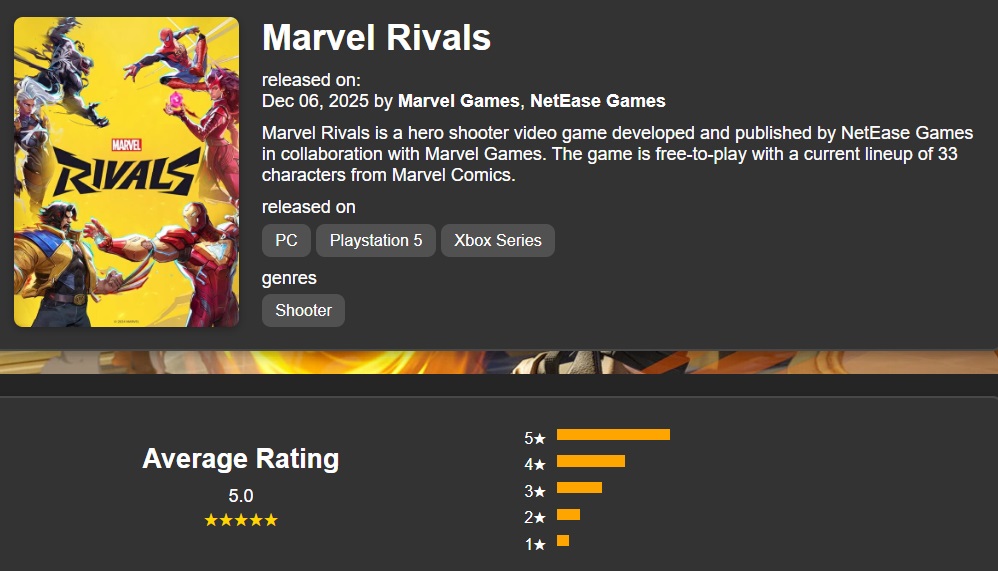 MARVEL
RIVALS
Marvel Rivals
released on:
Dec 06, 2025 by Marvel Games, NetEase Games
Marvel Rivals is a hero shooter video game developed and published by NetEase Games
in collaboration with Marvel Games. The game is free-to-play with a current lineup of 33
characters from Marvel Comics.
released on
PC Playstation 5 Xbox Series
genres
Shooter
Average Rating
5.0
★★★★★
5★
4★
3★
2★
1★